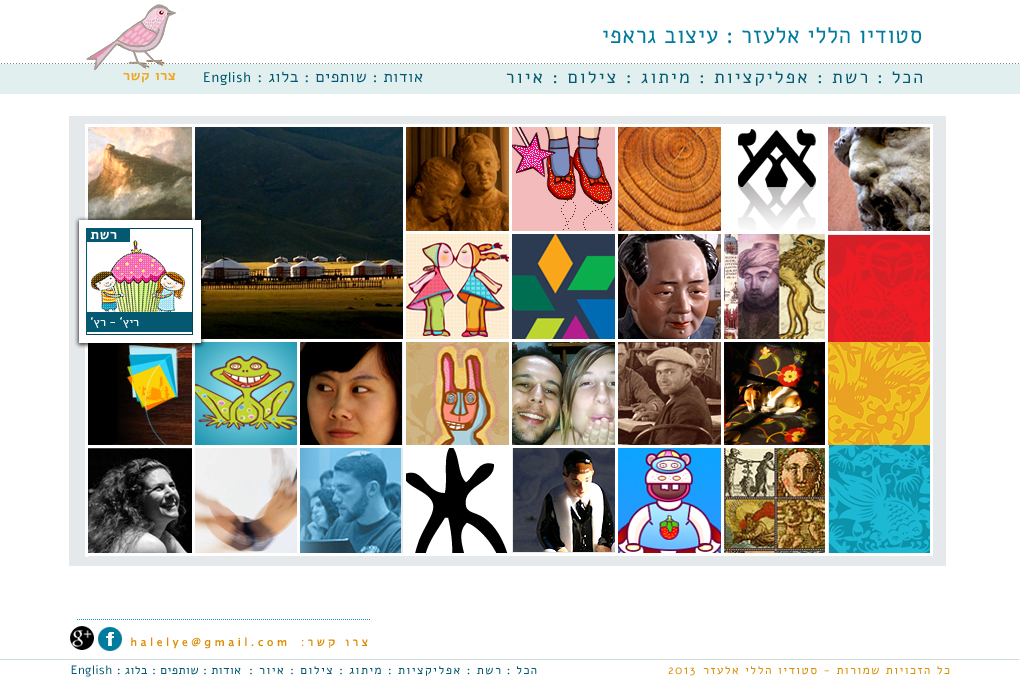 סטודיו הללי אלעזר : עיצוב גראפי
הכל : רשת : אפליקציות : מיתוג : צילום : איור
אודות : שותפים : בלוג : English
צרו קשר
רשת
ריץ' - רץ'
צרו קשר: halelye@gmail.com
הכל : רשת : אפליקציות : מיתוג : צילום : איור : אודות : שותפים : בלוג : English
כל הזכויות שמורות - סטודיו הללי אלעזר 2013